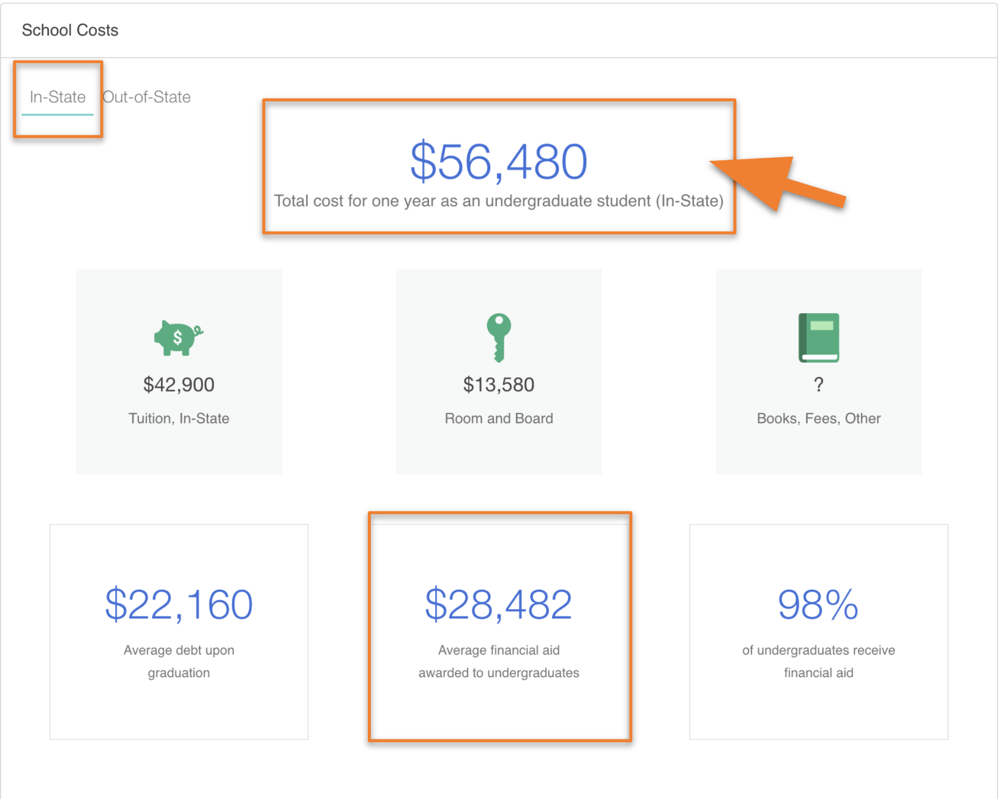 School Costs
In-State Out-of-State
$56,480
Total cost for one year as an undergraduate student (In-State)
$
$42,900
Tuition, In-State
$13,580
Room and Board
?
Books, Fees, Other
$22,160
Average debt upon
graduation
$28,482
Average financial aid
awarded to undergraduates
98%
of undergraduates receive
financial aid